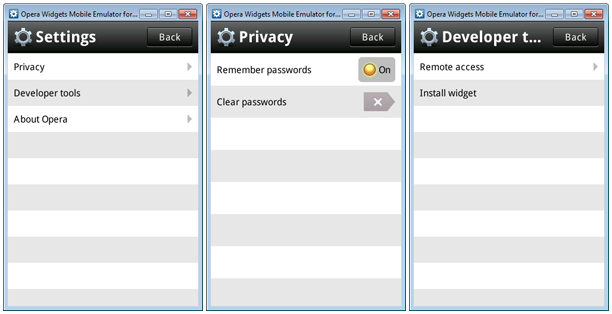 Opera Widgets Mobile Emulator for...
Settings
Back
Privacy
Developer tools
About Opera
Opera Widgets Mobile Emulator for...
Privacy
Back
Remember passwords
On
Clear passwords
Opera Widgets Mobile Emulator for...
Developer t...
Back
Remote access
Install widget